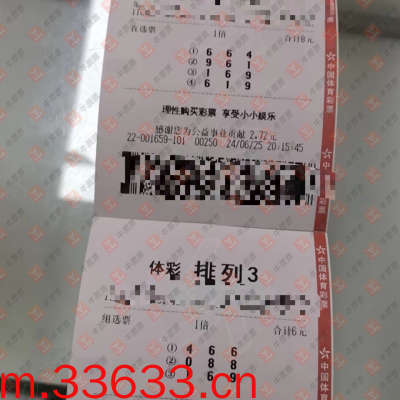 直选票 1倍 合计8元
① 6 6 4
② 9 6 1
③ 1 6 9
④ 6 1 9
理性购买彩票 享受小小娱乐
感谢您为公益事业贡献 2.72元
22-001659-101 00250 24/06/25 20:15:45
中国体育彩票
体彩 排列3
组选票 1倍 合计6元
① 4 6 6
② 0 8 8
③ 1 6 9
中国体育彩票
m.33633.cn